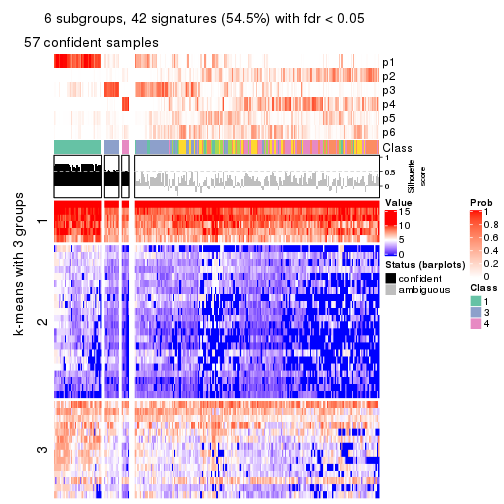 6 subgroups, 42 signatures (54.5%) with fdr < 0.05
57 confident samples
p1
p2
p3
p4
p5
p6
Class
1
0.5
0
Silhouette
score
k-means with 3 groups
1
2
3
Value
15
10
5
0
Status (barplots)
confident
ambiguous
Prob
1
0.8
0.6
0.4
0.2
0
Class
1
3
4